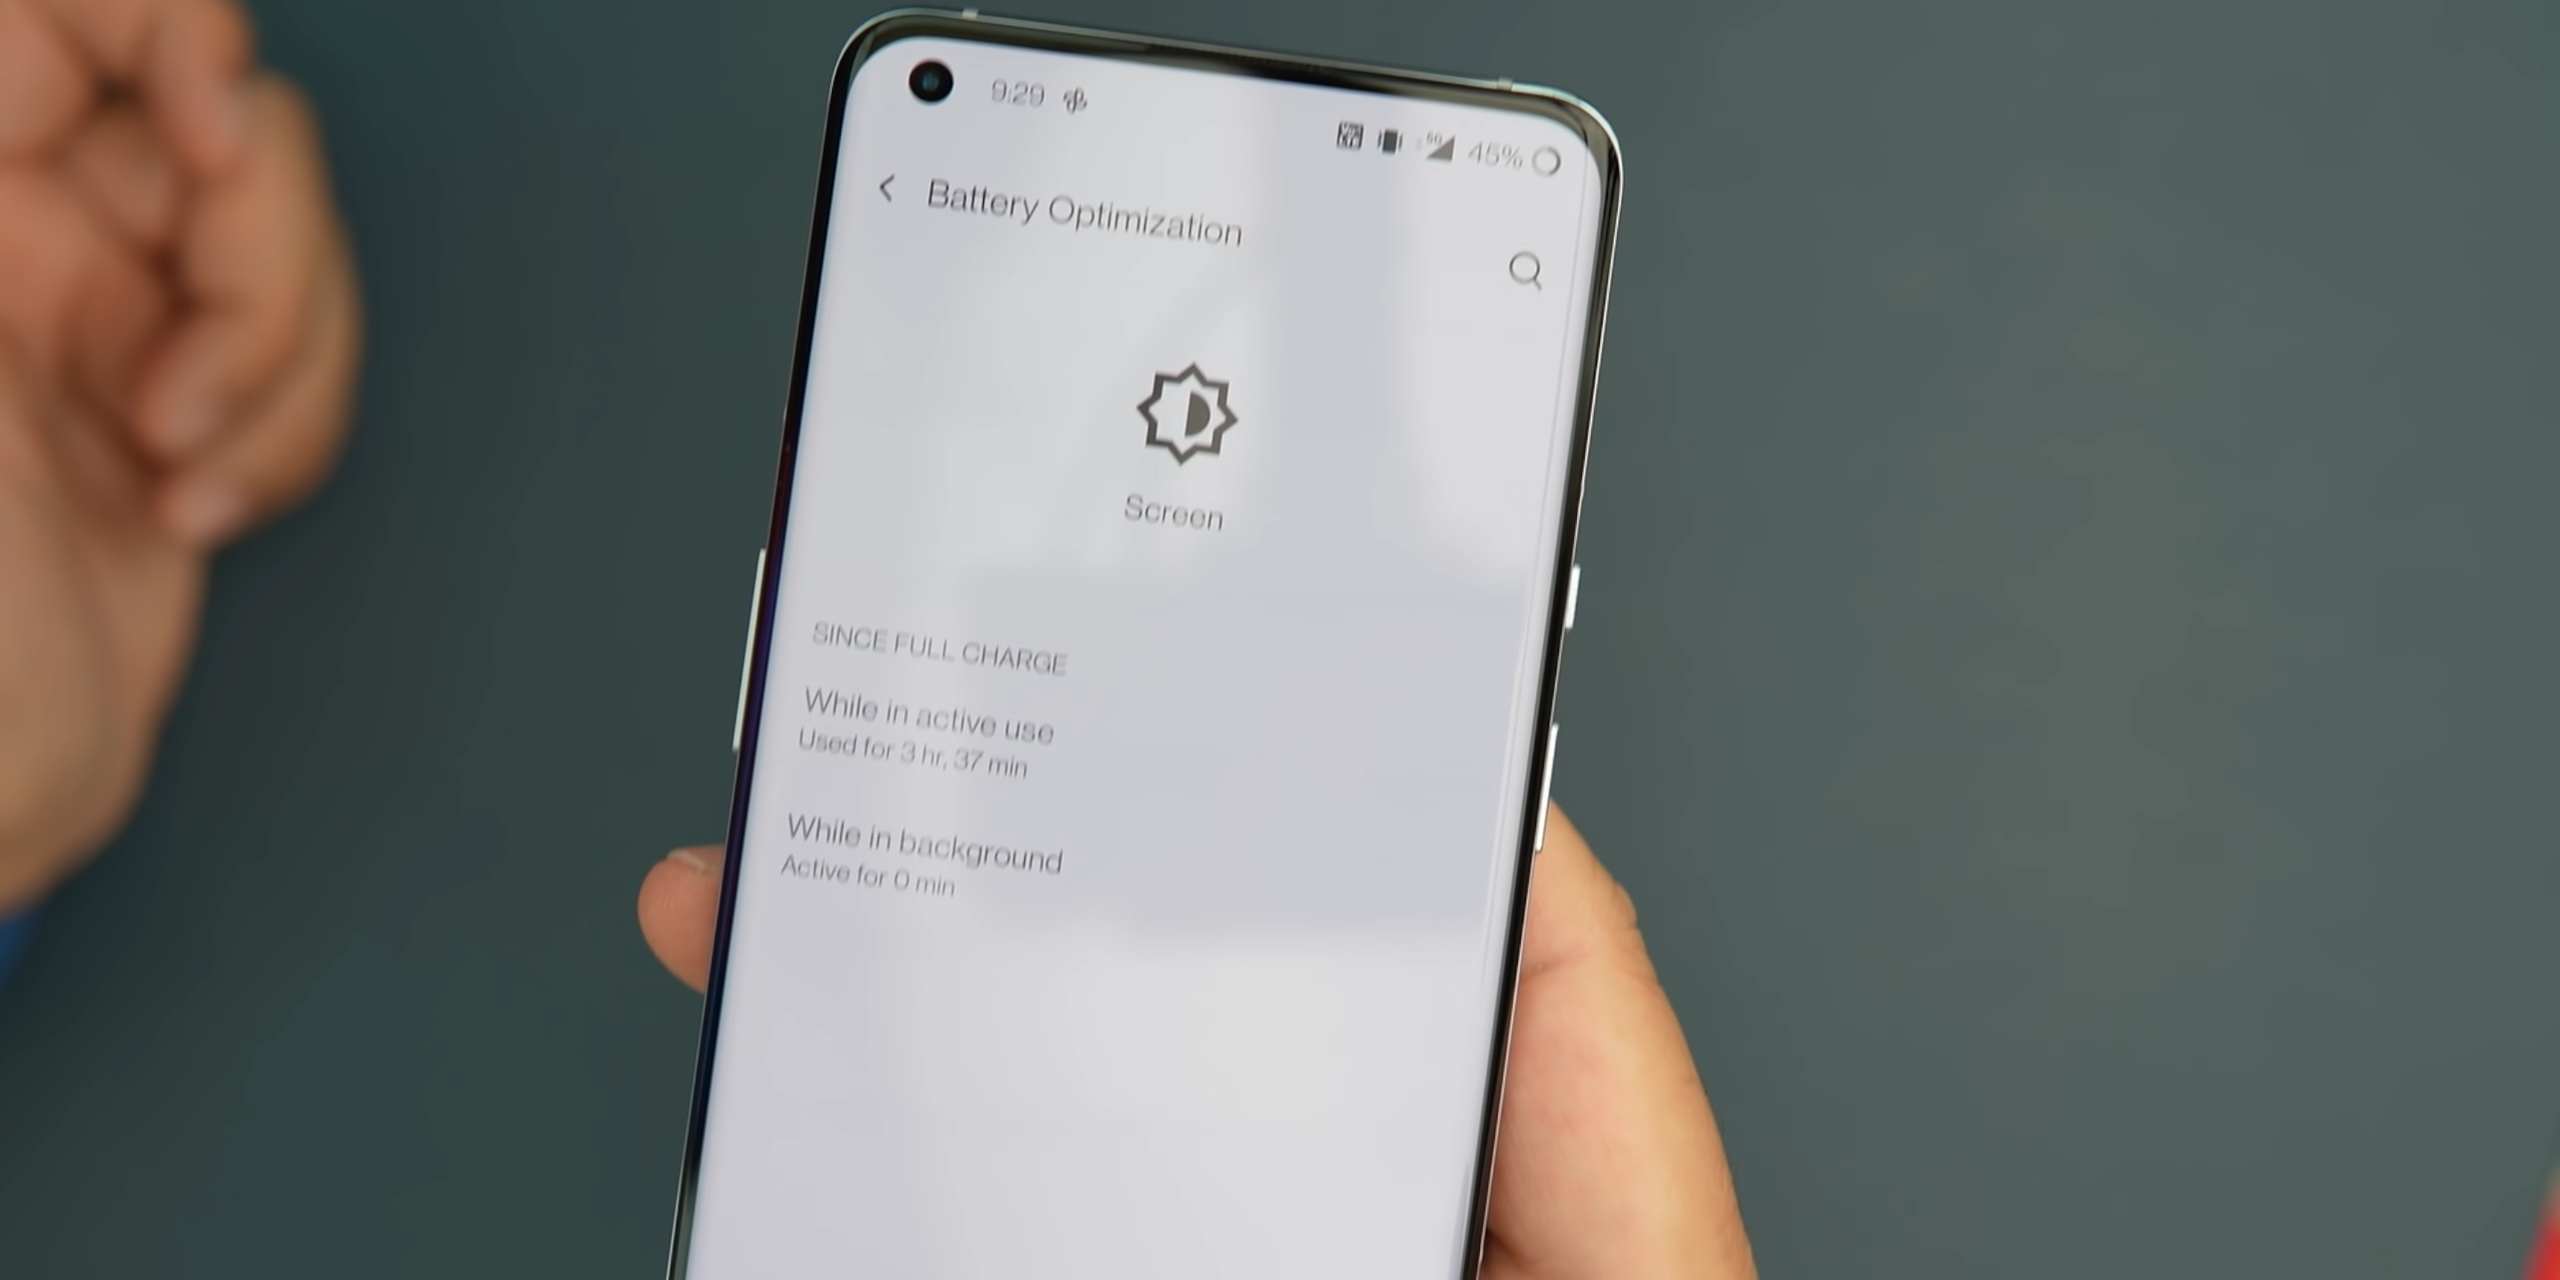 9:29
5G 45%
Battery Optimization
Screen
SINCE FULL CHARGE
While in active use
Used for 3 hr, 37 min
While in background
Active for 0 min